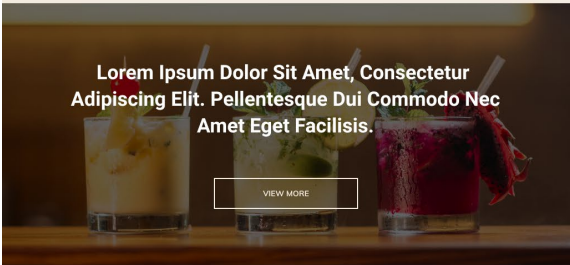 Lorem Ipsum Dolor Sit Amet, Consectetur
Adipiscing Elit. Pellentesque Dui Commodo Nec
Amet Eget Facilisis.
VIEW MORE